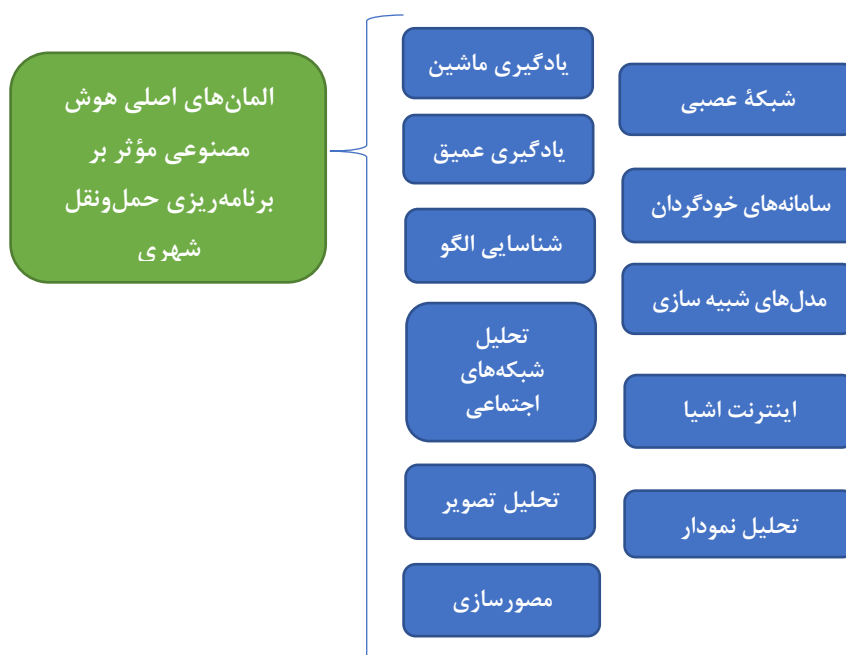 المان‌های اصلی هوش
مصنوعی مؤثر بر
برنامه‌ریزی حمل‌ونقل
شهری
یادگیری ماشین
یادگیری عمیق
شناسایی الگو
تحلیل
شبکه‌های
اجتماعی
تحلیل تصویر
مصورسازی
شبکهٔ عصبی
سامانه‌های خودگردان
مدل‌های شبیه سازی
اینترنت اشیا
تحلیل نمودار